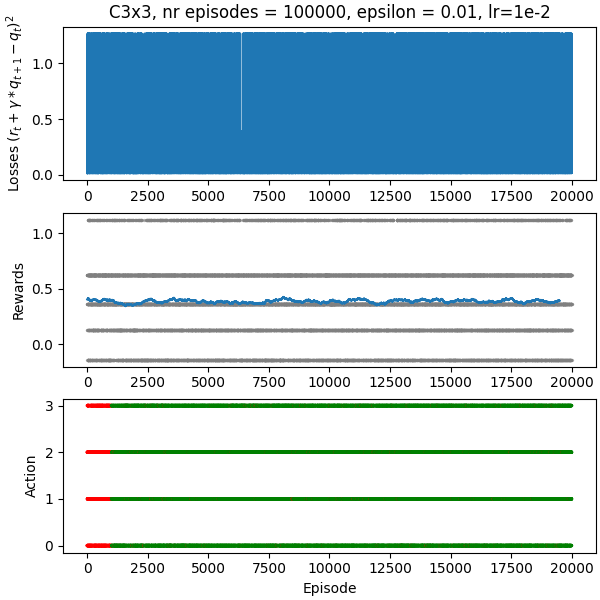 C3x3, nr episodes = 100000, epsilon = 0.01, lr=1e-2
Losses $(r_t + \gamma * q_{t+1} - q_t)^2$
1.0
0.5
0.0
0 2500 5000 7500 10000 12500 15000 17500 20000
Rewards
1.0
0.5
0.0
0 2500 5000 7500 10000 12500 15000 17500 20000
Action
3
2
1
0
0 2500 5000 7500 10000 12500 15000 17500 20000
Episode